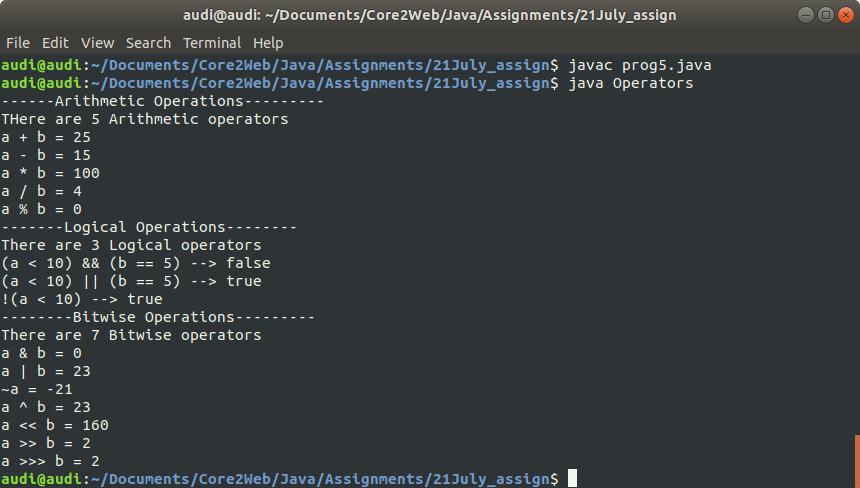 audi@audi: ~/Documents/Core2Web/Java/Assignments/21July_assign
File Edit View Search Terminal Help
audi@audi:~/Documents/Core2Web/Java/Assignments/21July_assign$ javac prog5.java
audi@audi:~/Documents/Core2Web/Java/Assignments/21July_assign$ java Operators
------Arithmetic Operations---------
THere are 5 Arithmetic operators
a + b = 25
a - b = 15
a * b = 100
a / b = 4
a % b = 0
-------Logical Operations--------
There are 3 Logical operators
(a < 10) && (b == 5) --> false
(a < 10) || (b == 5) --> true
!(a < 10) --> true
--------Bitwise Operations---------
There are 7 Bitwise operators
a & b = 0
a | b = 23
~a = -21
a ^ b = 23
a << b = 160
a >> b = 2
a >>> b = 2
audi@audi:~/Documents/Core2Web/Java/Assignments/21July_assign$